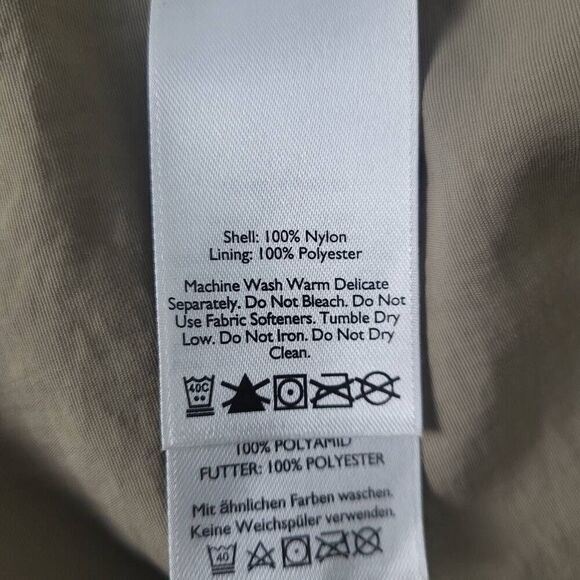 Shell: 100% Nylon
Lining: 100% Polyester
Machine Wash Warm Delicate
Separately. Do Not Bleach. Do Not
Use Fabric Softeners. Tumble Dry
Low. Do Not Iron. Do Not Dry
Clean.
40C
100% POLYAMID
FUTTER: 100% POLYESTER
Mit ähnlichen Farben waschen.
Keine Weichspüler verwenden.
40